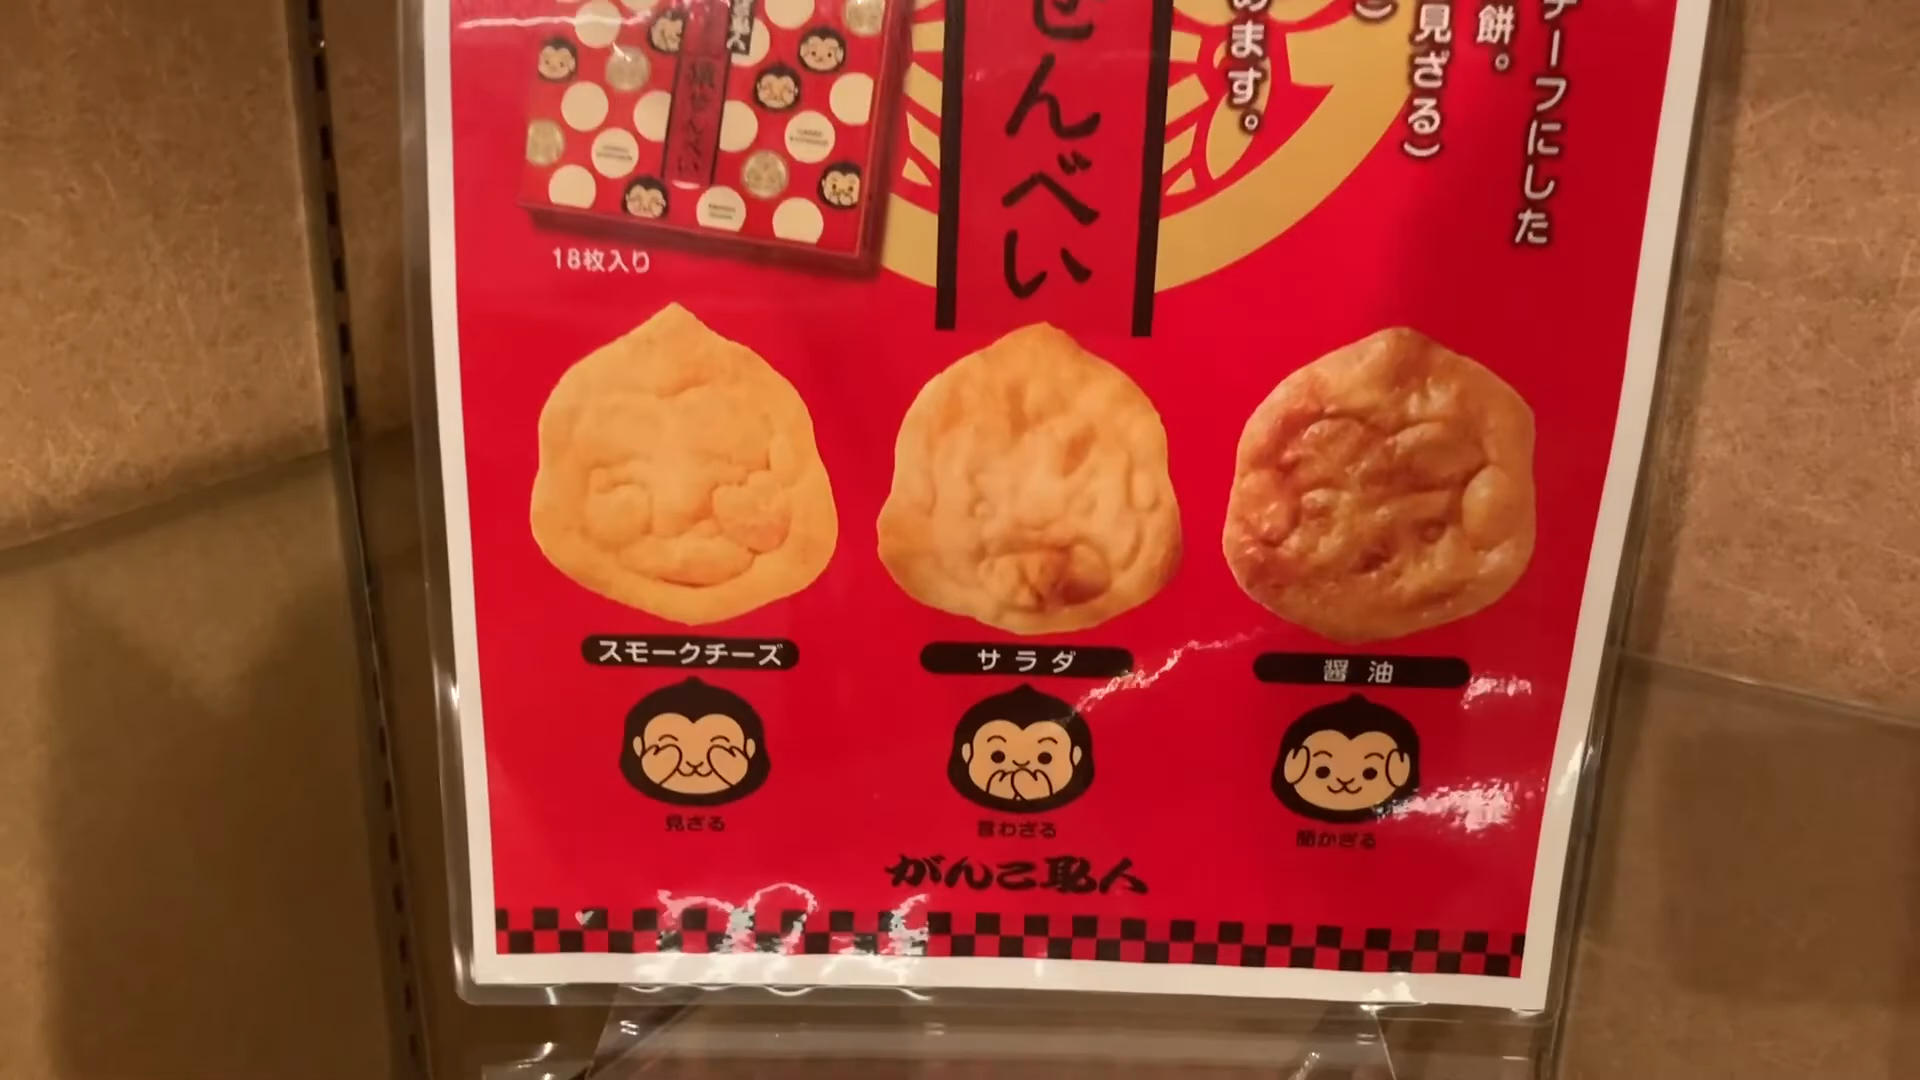 チーフにした
餅。
見ざる）
めます。
せんべい
18枚入り
スモークチーズ
サラダ
醤油
見ざる
言わざる
聞かざる
がんこ職人